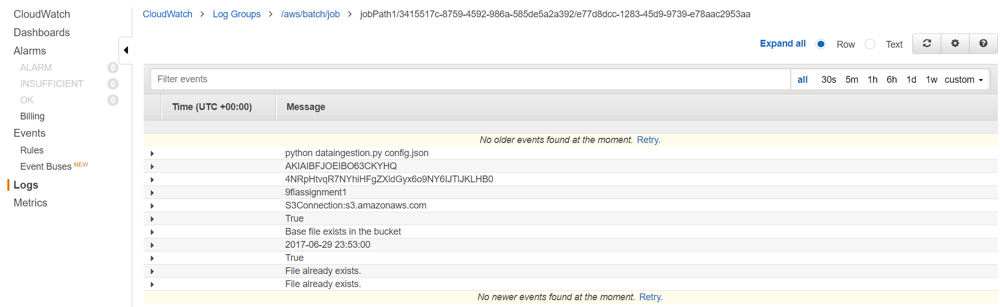 CloudWatch
Dashboards
Alarms
ALARM 0
INSUFFICIENT 0
OK 0
Billing
Events
Rules
Event Buses NEW
Logs
Metrics
CloudWatch > Log Groups > /aws/batch/job > jobPath1/3415517c-8759-4592-986a-585de5a2a392/e77d8dcc-1283-45d9-9739-e78aac2953aa
Expand all Row Text
Filter events all 30s 5m 1h 6h 1d 1w custom
Time (UTC +00:00) Message
No older events found at the moment. Retry.
python dataingestion.py config.json
AKIAIBFJOEIBO63CKYHQ
4NRpHtvqR7NYhiHFgZXldGyx6o9NY6IJTlJKLHB0
9flassignment1
S3Connection:s3.amazonaws.com
True
Base file exists in the bucket
2017-06-29 23:53:00
True
File already exists.
File already exists.
No newer events found at the moment. Retry.